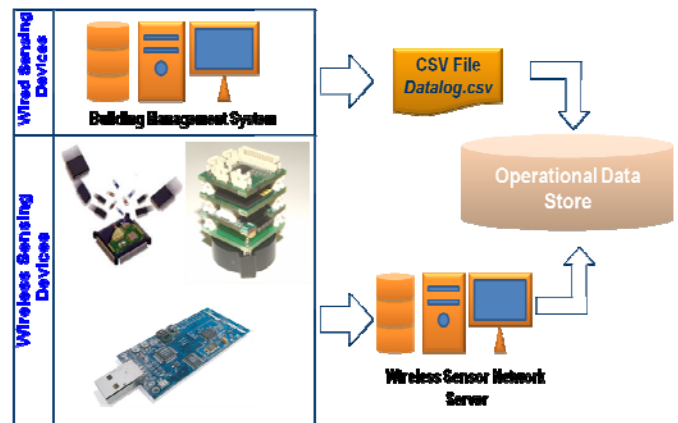 Wired Sensing
Devices
Building Management System
CSV File
Datalog.csv
Operational Data
Store
Wireless Sensing
Devices
Wireless Sensor Network
Server